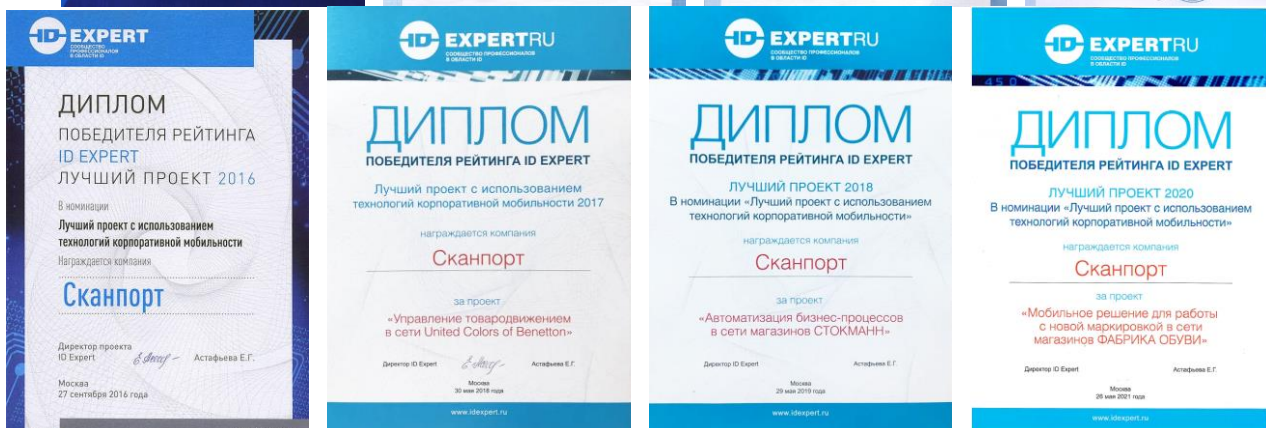 ID EXPERT
СООБЩЕСТВО
ПРОФЕССИОНАЛОВ
В ОБЛАСТИ ID
ДИПЛОМ
ПОБЕДИТЕЛЯ РЕЙТИНГА
ID EXPERT
ЛУЧШИЙ ПРОЕКТ 2016
В номинации
Лучший проект с использованием
технологий корпоративной мобильности
Награждается компания
Сканпорт
Директор проекта
ID Expert
Астафьева Е.Г.
Москва
27 сентября 2016 года
ID EXPERTRU
СООБЩЕСТВО ПРОФЕССИОНАЛОВ
В ОБЛАСТИ ID
ДИПЛОМ
ПОБЕДИТЕЛЯ РЕЙТИНГА ID EXPERT
Лучший проект с использованием
технологий корпоративной мобильности 2017
награждается компания
Сканпорт
за проект
«Управление товародвижением
в сети United Colors of Benetton»
Директор ID Expert
Астафьева Е.Г.
Москва
30 мая 2018 года
www.idexpert.ru
ID EXPERTRU
СООБЩЕСТВО ПРОФЕССИОНАЛОВ
В ОБЛАСТИ ID
ДИПЛОМ
ПОБЕДИТЕЛЯ РЕЙТИНГА ID EXPERT
ЛУЧШИЙ ПРОЕКТ 2018
В номинации «Лучший проект с использованием
технологий корпоративной мобильности»
награждается компания
Сканпорт
за проект
«Автоматизация бизнес-процессов
в сети магазинов СТОКМАНН»
Директор ID Expert
Астафьева Е.Г.
Москва
29 мая 2019 года
www.idexpert.ru
ID EXPERTRU
СООБЩЕСТВО ПРОФЕССИОНАЛОВ
В ОБЛАСТИ ID
450
ДИПЛОМ
ПОБЕДИТЕЛЯ РЕЙТИНГА ID EXPERT
ЛУЧШИЙ ПРОЕКТ 2020
В номинации «Лучший проект с использованием
технологий корпоративной мобильности»
награждается компания
Сканпорт
за проект
«Мобильное решение для работы
с новой маркировкой в сети
магазинов ФАБРИКА ОБУВИ»
Директор ID Expert
Астафьева Е.Г.
Москва
26 мая 2021 года
www.idexpert.ru